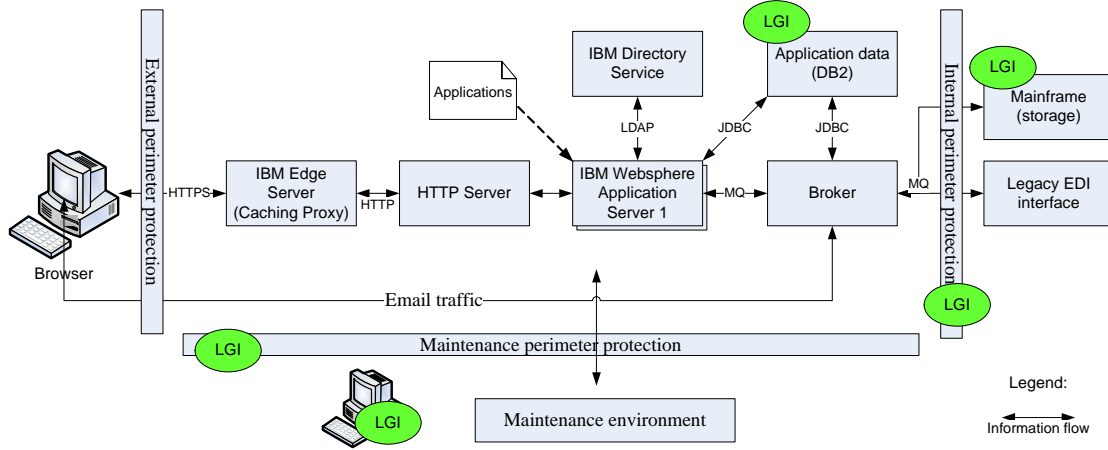 External perimeter protection
LGI
IBM Directory
Service
Application data
(DB2)
Internal perimeter protection
LGI
Mainframe
(storage)
Applications
LDAP
JDBC
JDBC
HTTPS
IBM Edge
Server
(Caching Proxy)
HTTP
HTTP Server
IBM Websphere
Application
Server 1
MQ
Broker
MQ
Legacy EDI
interface
Browser
Email traffic
LGI
LGI
Maintenance perimeter protection
LGI
Maintenance environment
Legend:
Information flow